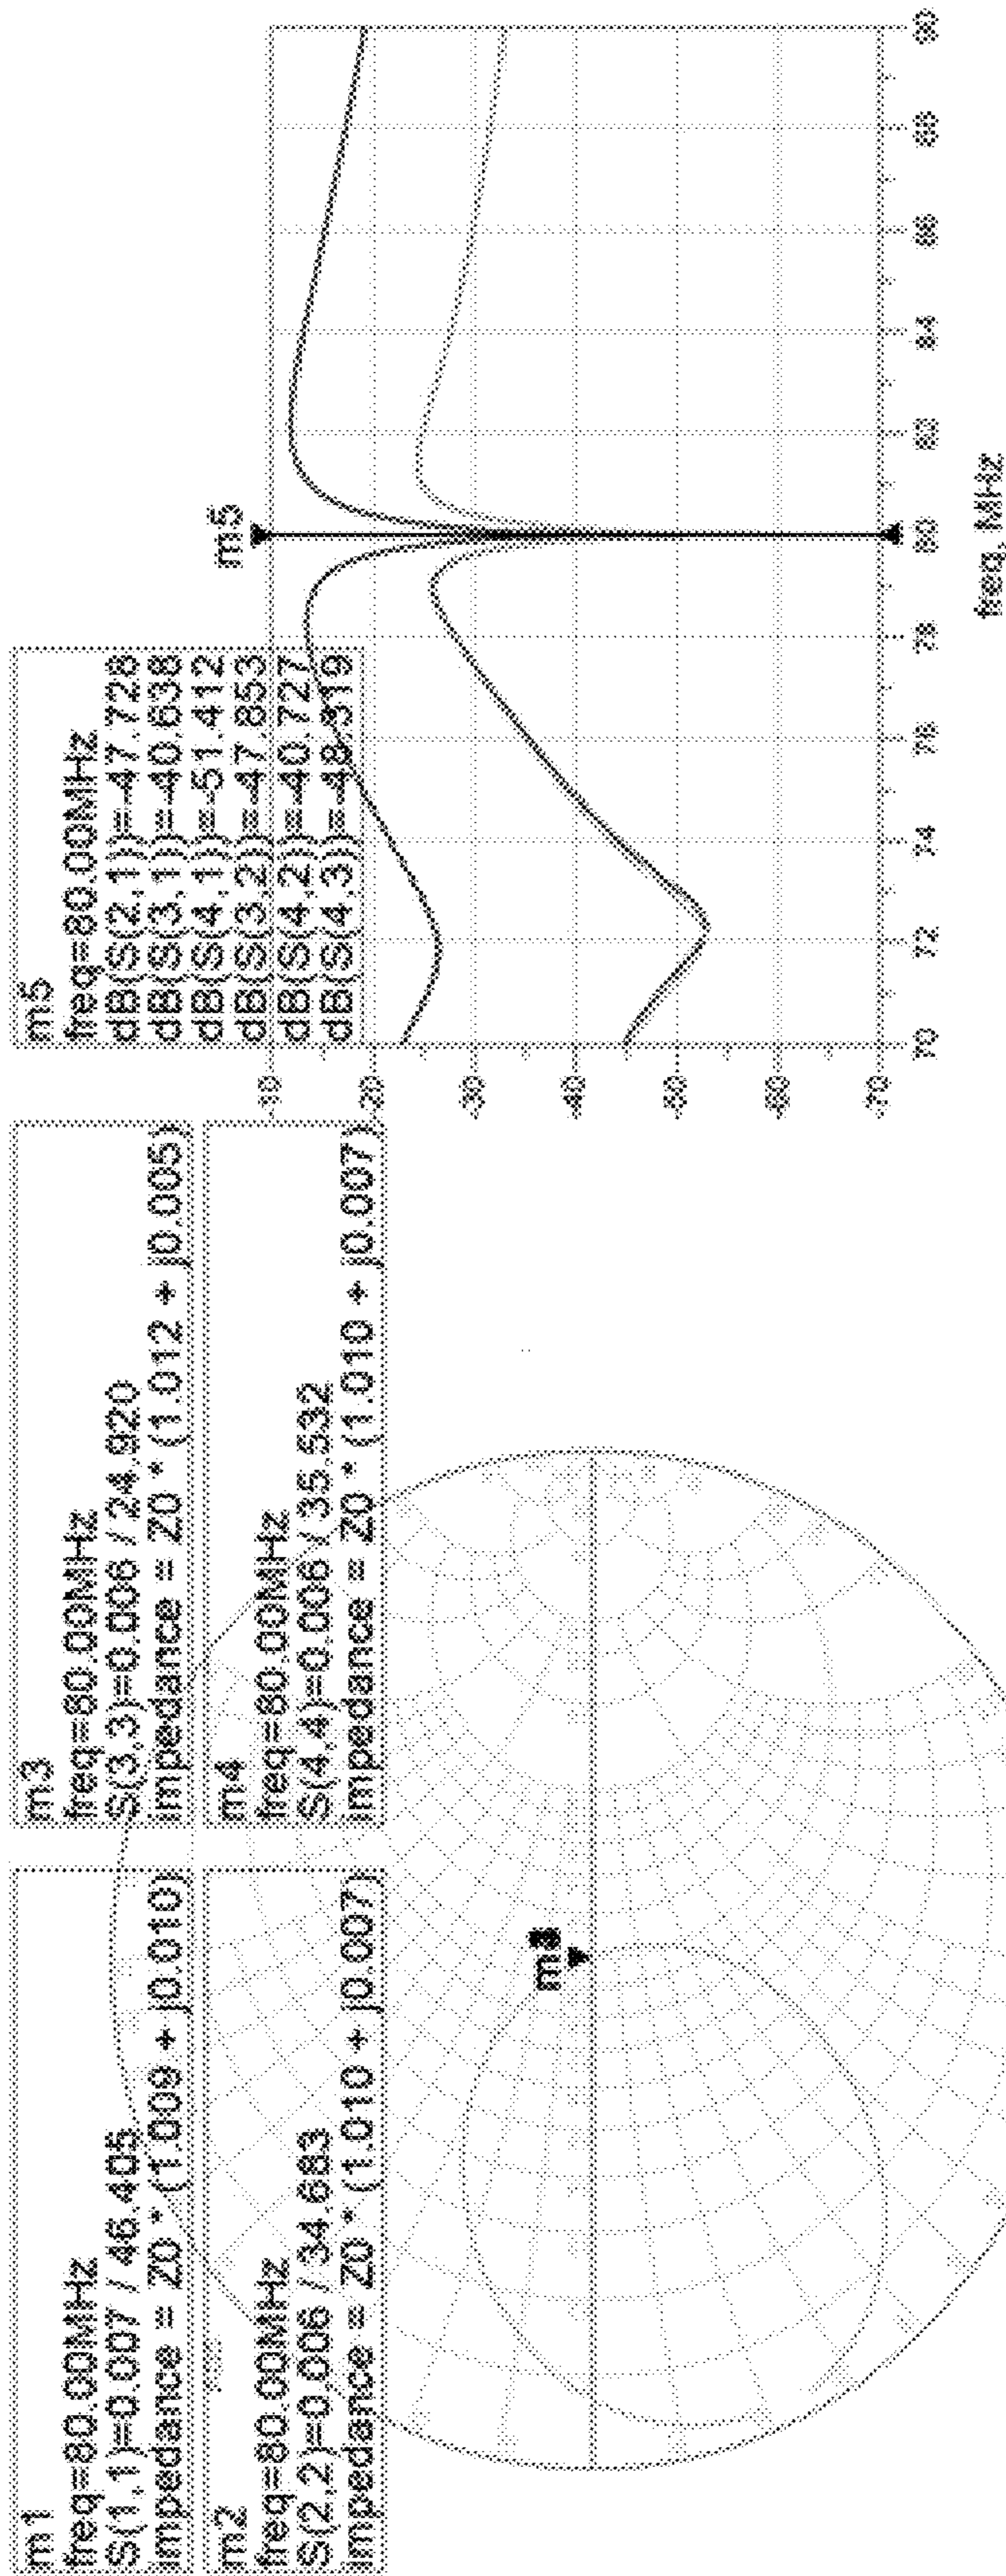 m1
freq=80.00MHz
S(1,1)=0.007 / 46.405
impedance = Z0 * (1.009 + j0.010)
m2
freq=80.00MHz
S(2,2)=0.006 / 34.683
impedance = Z0 * (1.010 + j0.007)
m3
freq=80.00MHz
S(3,3)=0.006 / 24.920
impedance = Z0 * (1.012 + j0.005)
m4
freq=80.00MHz
S(4,4)=0.006 / 35.532
impedance = Z0 * (1.010 + j0.007)
m3
m5
freq=80.00MHz
dB(S(2,1))=-47.728
dB(S(3,1))=-40.638
dB(S(4,1))=-51.412
dB(S(3,2))=-47.853
dB(S(4,2))=-40.727
dB(S(4,3))=-48.319
m5
-10
-20
-30
-40
-50
-60
-70
70
72
74
76
78
80
82
84
86
88
90
freq, MHz